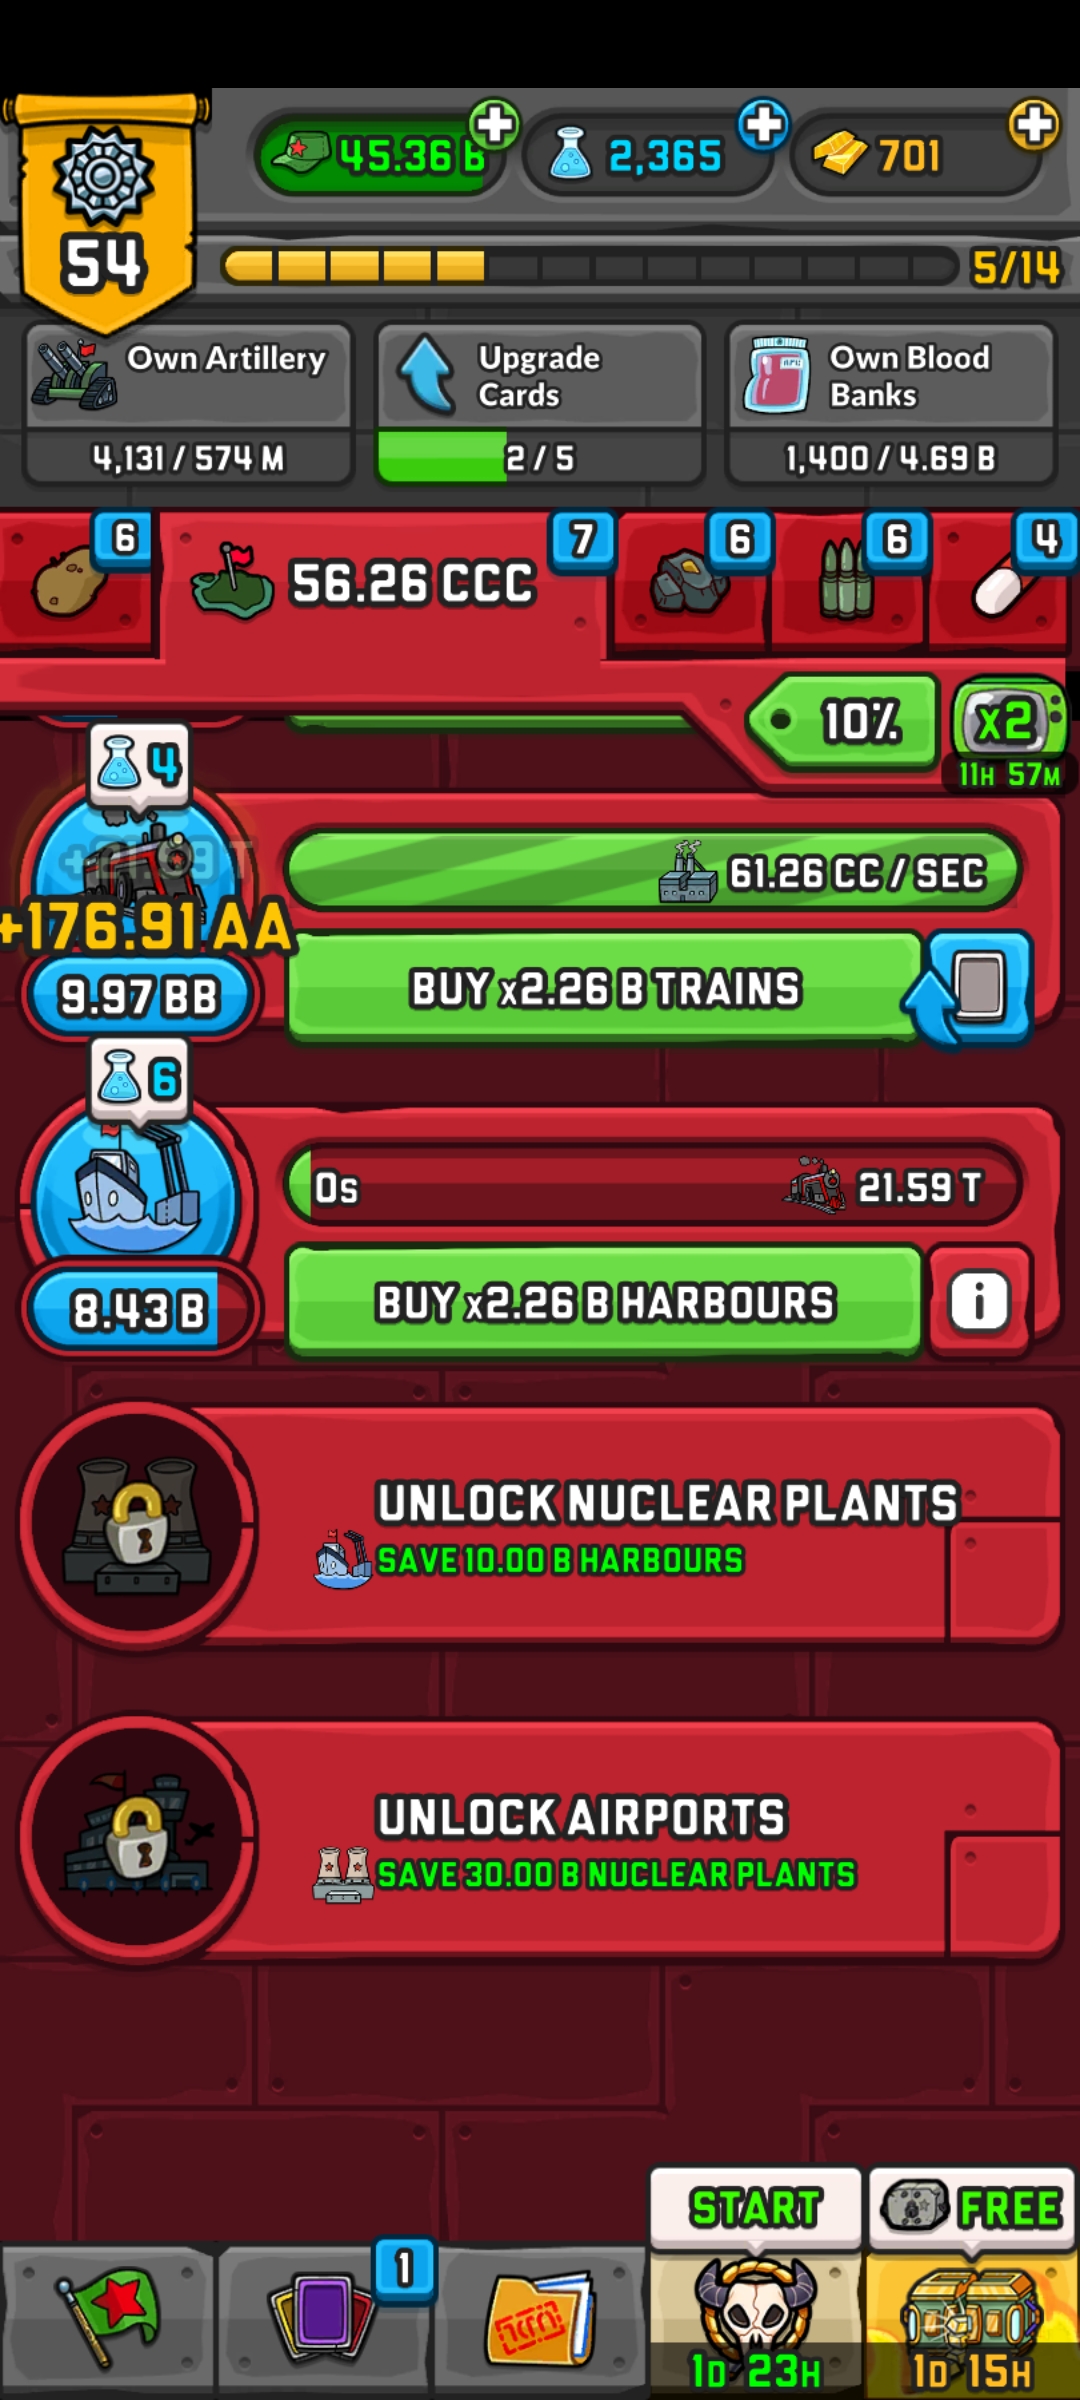 45.36 B
2,365
701
54
5/14
Own Artillery
4,131 / 574 M
Upgrade
Cards
2 / 5
Own Blood
Banks
1,400 / 4.69 B
6
56.26 CCC
7
6
6
4
10%
x2
11H 57M
4
61.26 CC / SEC
+21.59 T
+176.91 AA
9.97 BB
BUY x2.26 B TRAINS
6
0s
21.59 T
8.43 B
BUY x2.26 B HARBOURS
i
UNLOCK NUCLEAR PLANTS
SAVE 10.00 B HARBOURS
UNLOCK AIRPORTS
SAVE 30.00 B NUCLEAR PLANTS
START
FREE
1
1D 23H
1D 15H